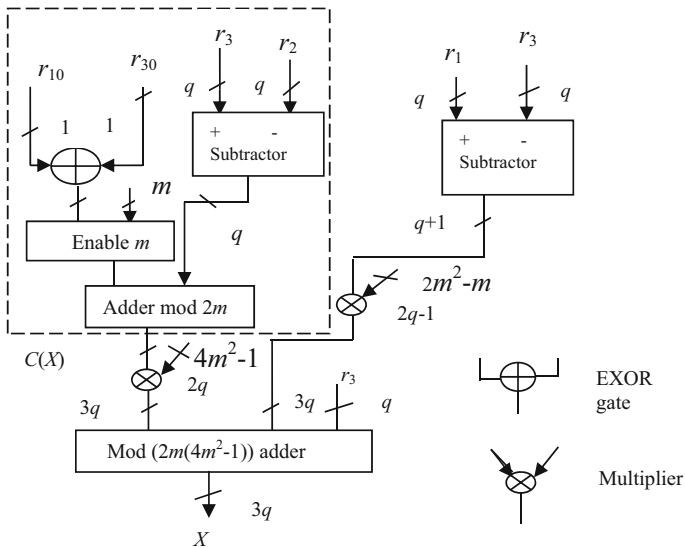 r₃ r₂ r₁ r₃
r₁₀ r₃₀
q q q q
1 1
+ - + -
Subtractor Subtractor
m
q+1
Enable m q
2m²-m
Adder mod 2m 2q-1
C(X) 4m²-1
2q r₃
3q 3q q
EXOR
gate
Mod (2m(4m²-1)) adder
Multiplier
3q
X